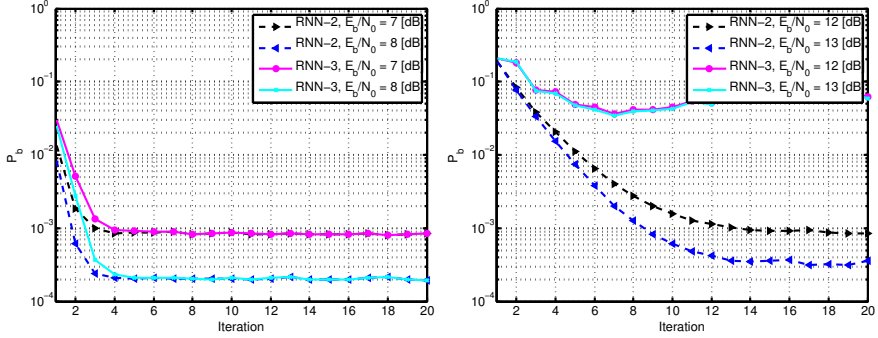 10^0
10^-1
10^-2
10^-3
10^-4
P_b
2 4 6 8 10 12 14 16 18 20
Iteration
RNN−2, E_b/N_0 = 7 [dB]
RNN−2, E_b/N_0 = 8 [dB]
RNN−3, E_b/N_0 = 7 [dB]
RNN−3, E_b/N_0 = 8 [dB]
10^0
10^-1
10^-2
10^-3
10^-4
P_b
2 4 6 8 10 12 14 16 18 20
Iteration
RNN−2, E_b/N_0 = 12 [dB]
RNN−2, E_b/N_0 = 13 [dB]
RNN−3, E_b/N_0 = 12 [dB]
RNN−3, E_b/N_0 = 13 [dB]